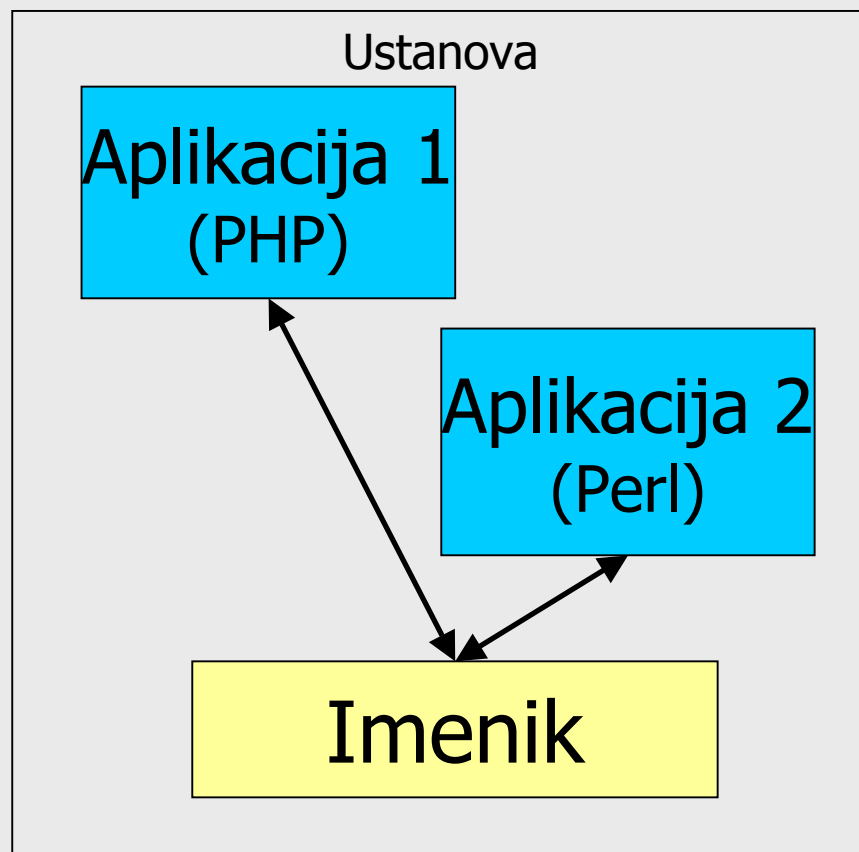 Ustanova
Aplikacija 1
(PHP)
Aplikacija 2
(Perl)
Imenik